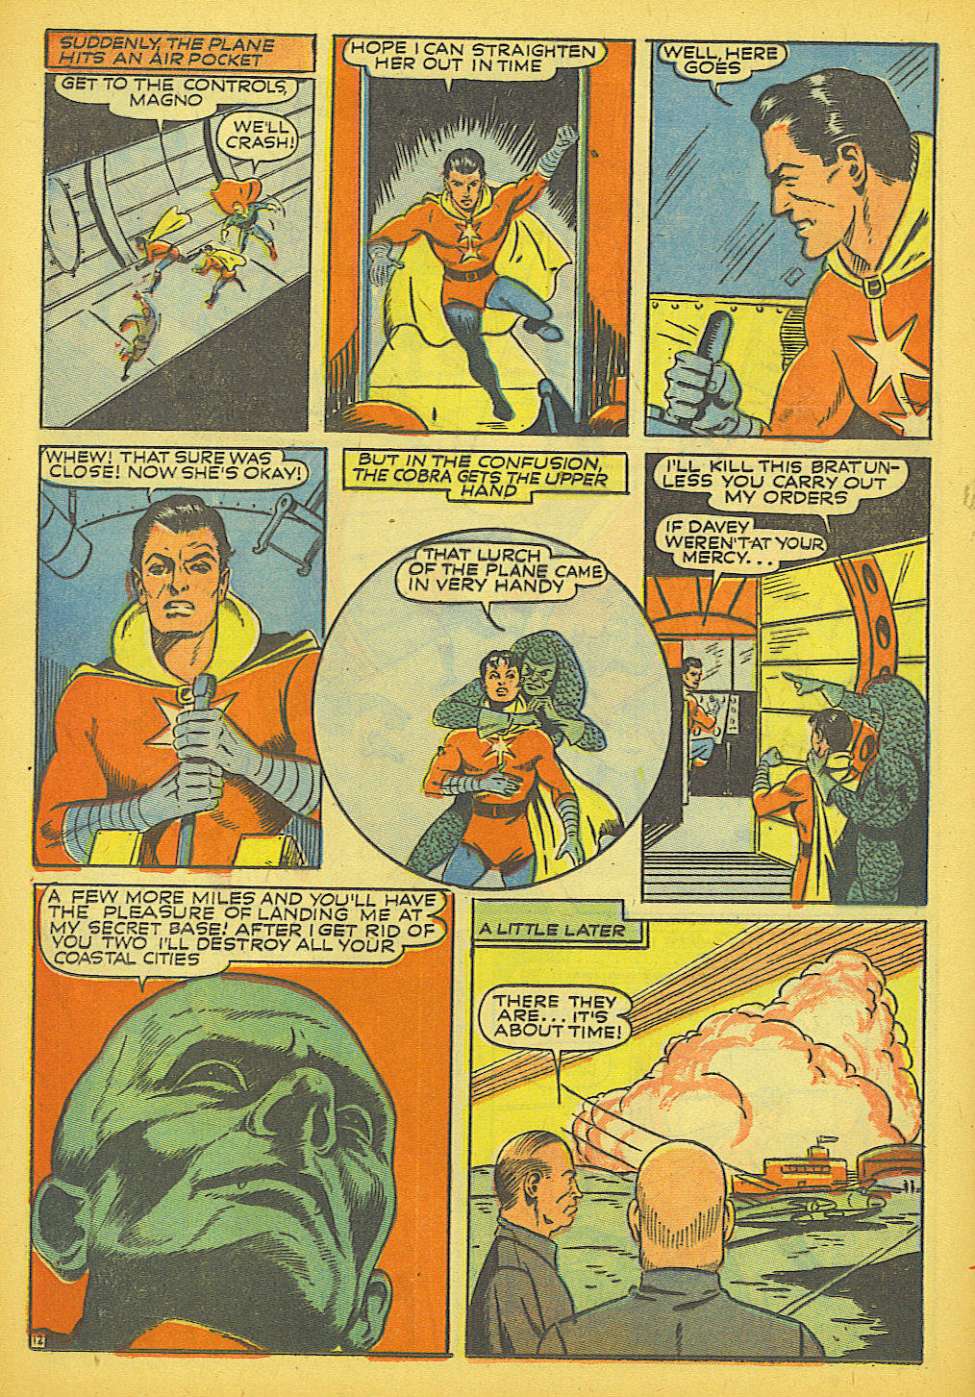 SUDDENLY, THE PLANE
HITS AN AIR POCKET
GET TO THE CONTROLS,
MAGNO
WE'LL
CRASH!
HOPE I CAN STRAIGHTEN
HER OUT IN TIME
WELL, HERE
GOES
WHEW! THAT SURE WAS
CLOSE! NOW SHE'S OKAY!
BUT IN THE CONFUSION,
THE COBRA GETS THE UPPER
HAND
THAT LURCH
OF THE PLANE CAME
IN VERY HANDY
I'LL KILL THIS BRAT UN-
LESS YOU CARRY OUT
MY ORDERS
IF DAVEY
WEREN'T AT YOUR
MERCY...
A FEW MORE MILES AND YOU'LL HAVE
THE PLEASURE OF LANDING ME AT
MY SECRET BASE! AFTER I GET RID OF
YOU TWO I'LL DESTROY ALL YOUR
COASTAL CITIES
12
A LITTLE LATER
THERE THEY
ARE... IT'S
ABOUT TIME!